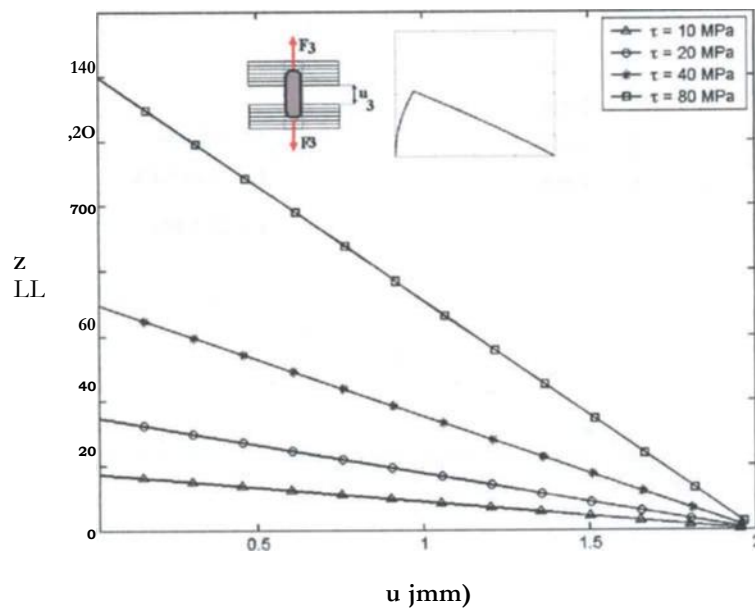 F3
u
3
F3
τ = 10 MPa
τ = 20 MPa
τ = 40 MPa
τ = 80 MPa
140
,2O
700
60
40
20
0
z
LL
0.5
1
1.5
2
u jmm)